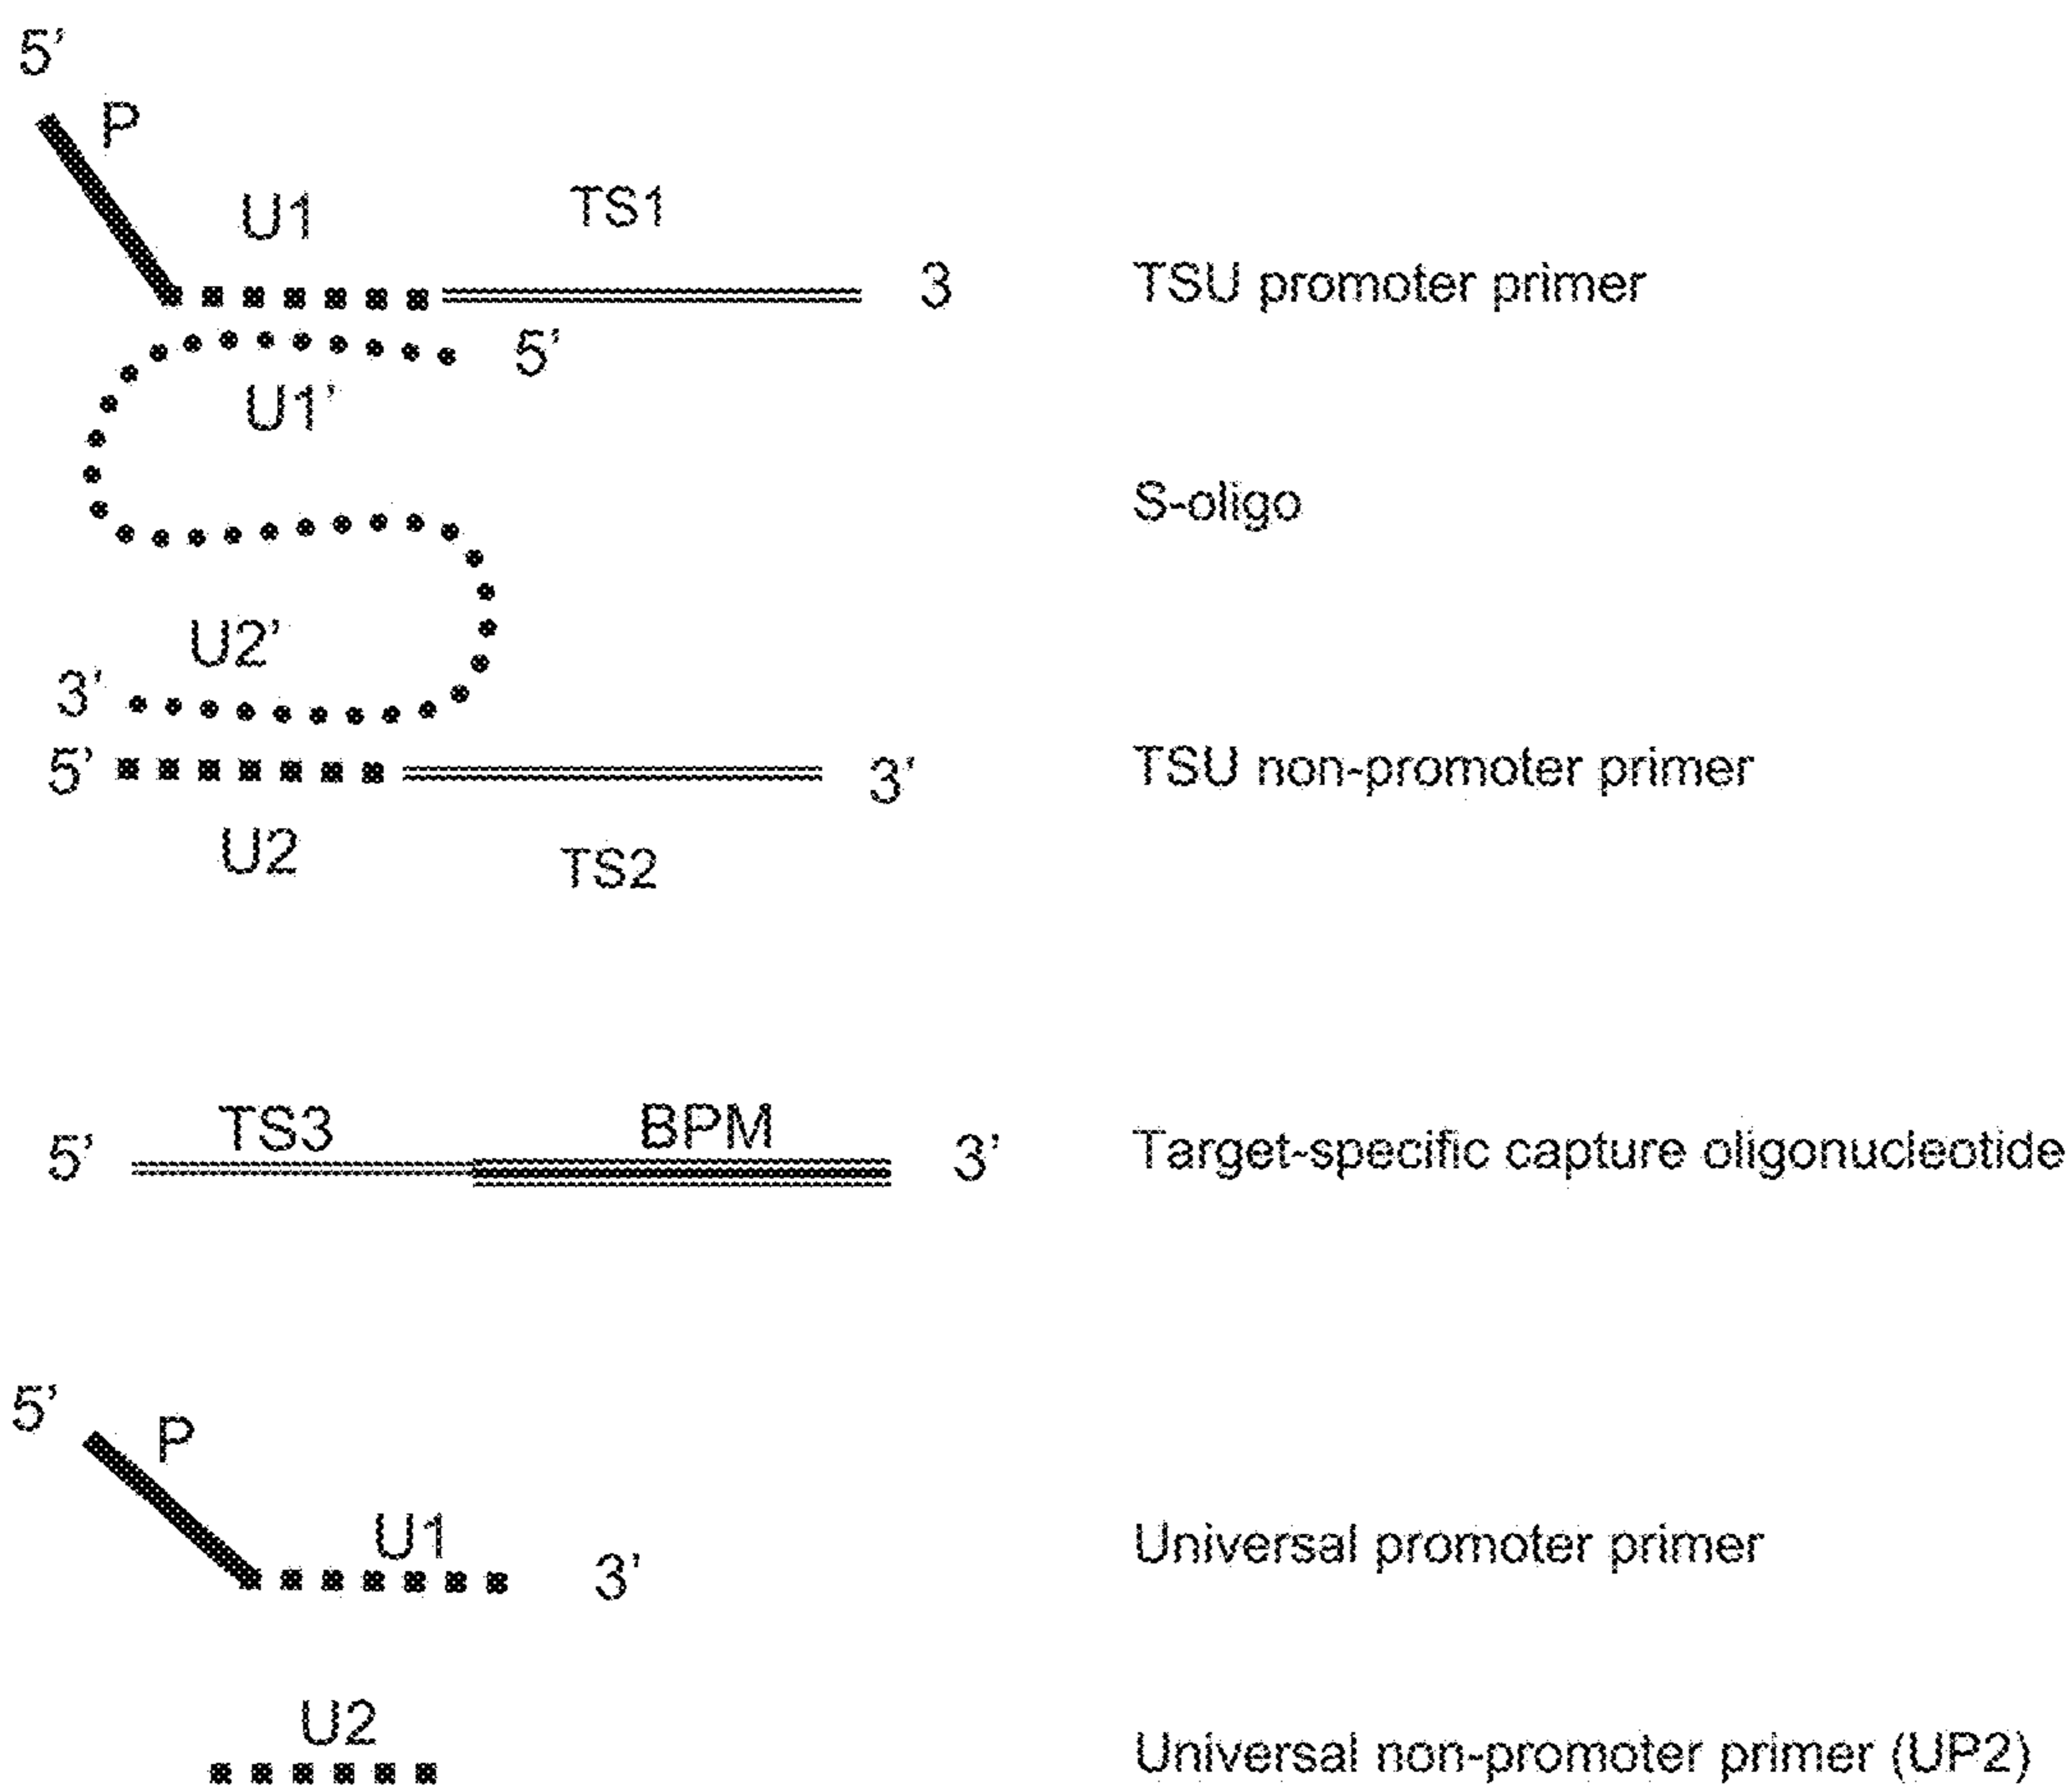 5’
P
U1
TS1
3
TSU promoter primer
5’
U1’
S-oligo
U2’
3’
5’
3’
TSU non-promoter primer
U2
TS2
TS3
BPM
5’
3’
Target-specific capture oligonucleotide
5’
P
U1
3’
Universal promoter primer
U2
Universal non-promoter primer (UP2)